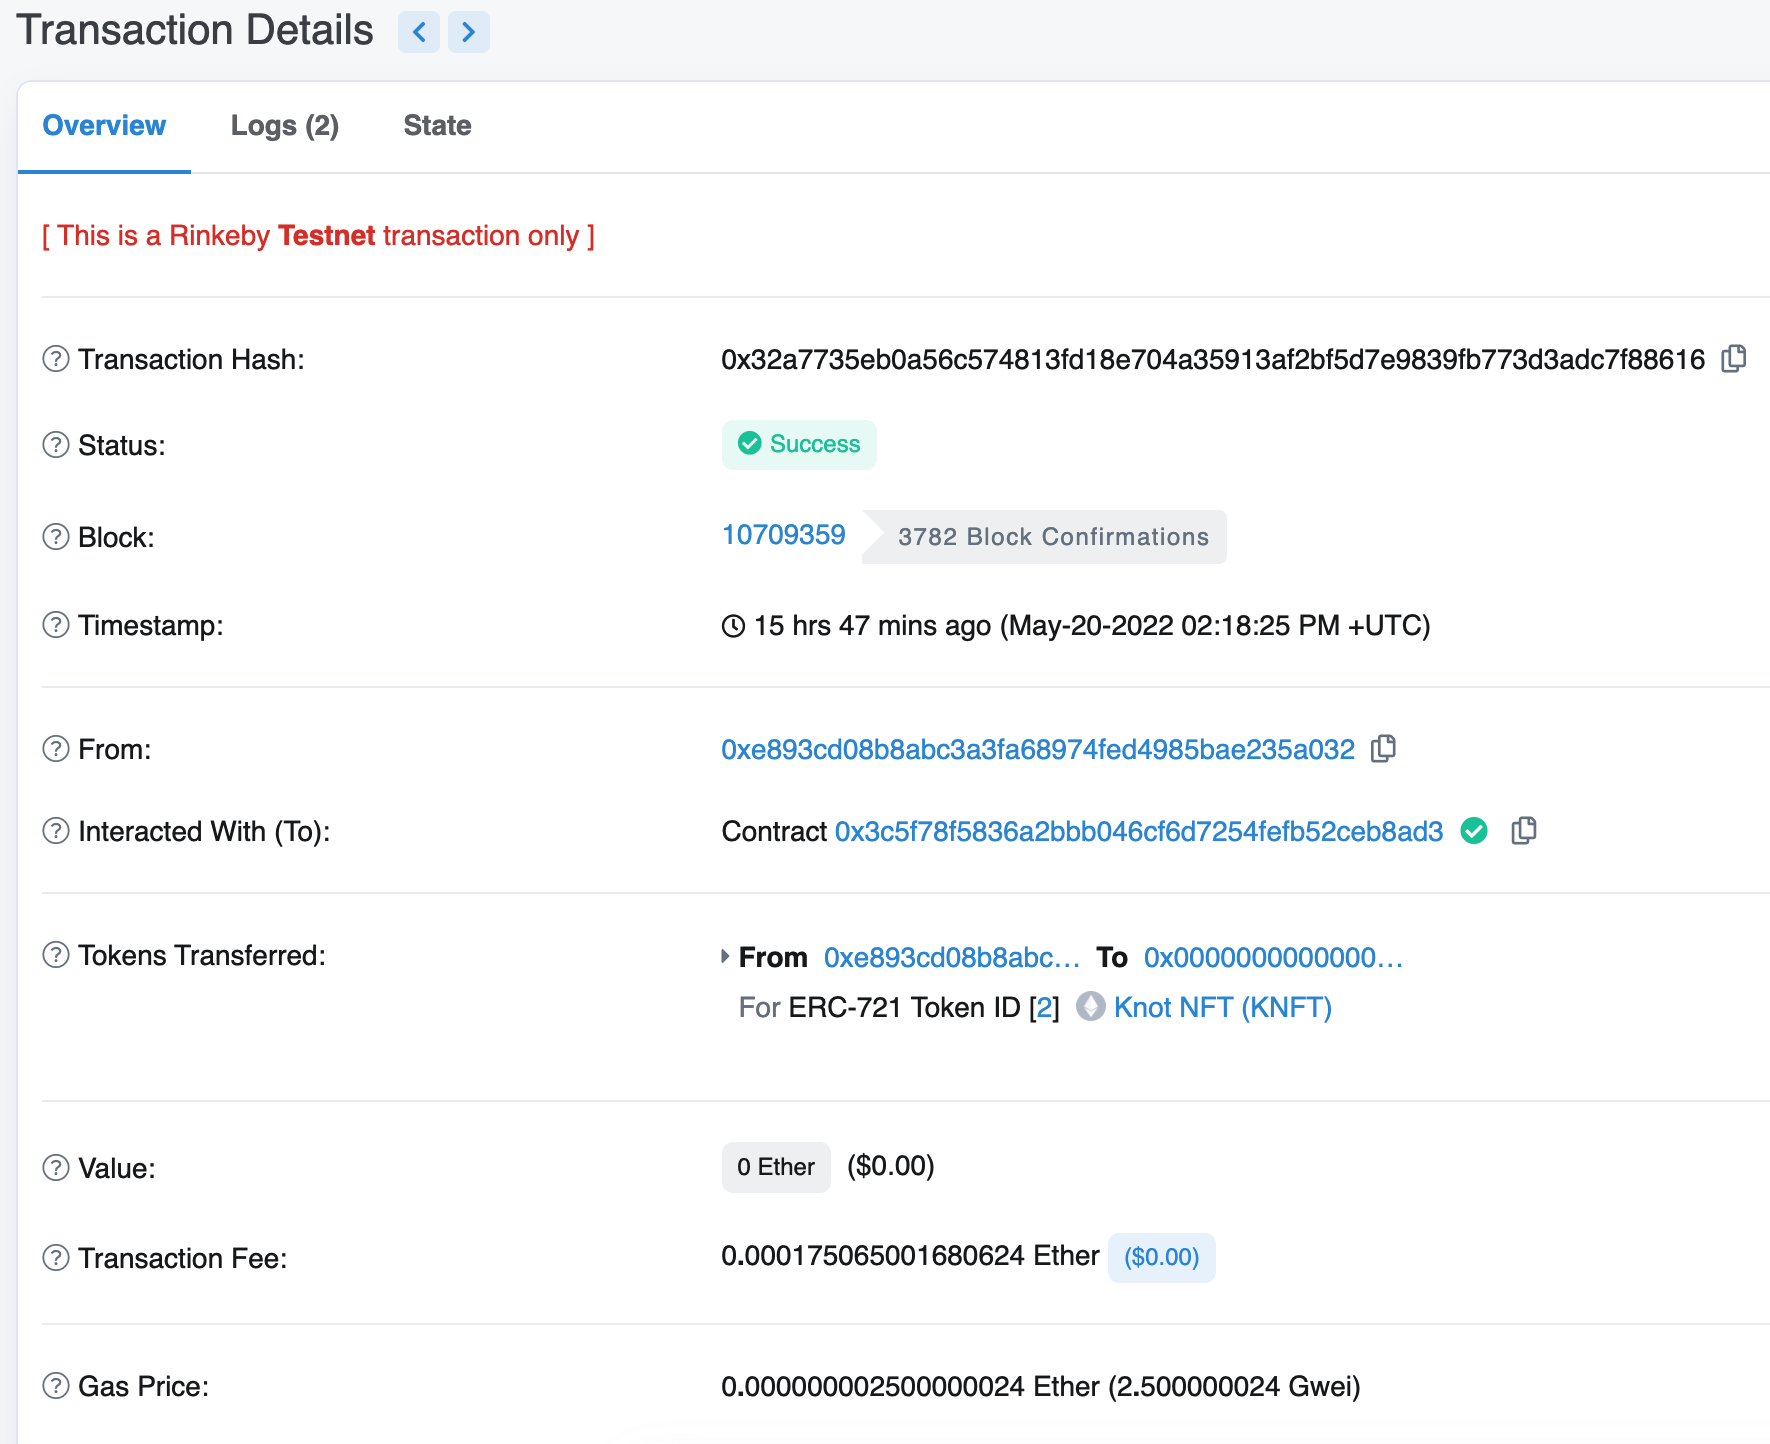 Transaction Details
Overview Logs (2) State
[ This is a Rinkeby Testnet transaction only ]
Transaction Hash: 0x32a7735eb0a56c574813fd18e704a35913af2bf5d7e9839fb773d3adc7f88616
Status: Success
Block: 10709359 3782 Block Confirmations
Timestamp: 15 hrs 47 mins ago (May-20-2022 02:18:25 PM +UTC)
From: 0xe893cd08b8abc3a3fa68974fed4985bae235a032
Interacted With (To): Contract 0x3c5f78f5836a2bbb046cf6d7254fefb52ceb8ad3
Tokens Transferred: From 0xe893cd08b8abc... To 0x0000000000000...
For ERC-721 Token ID [2] Knot NFT (KNFT)
Value: 0 Ether ($0.00)
Transaction Fee: 0.000175065001680624 Ether ($0.00)
Gas Price: 0.000000002500000024 Ether (2.500000024 Gwei)